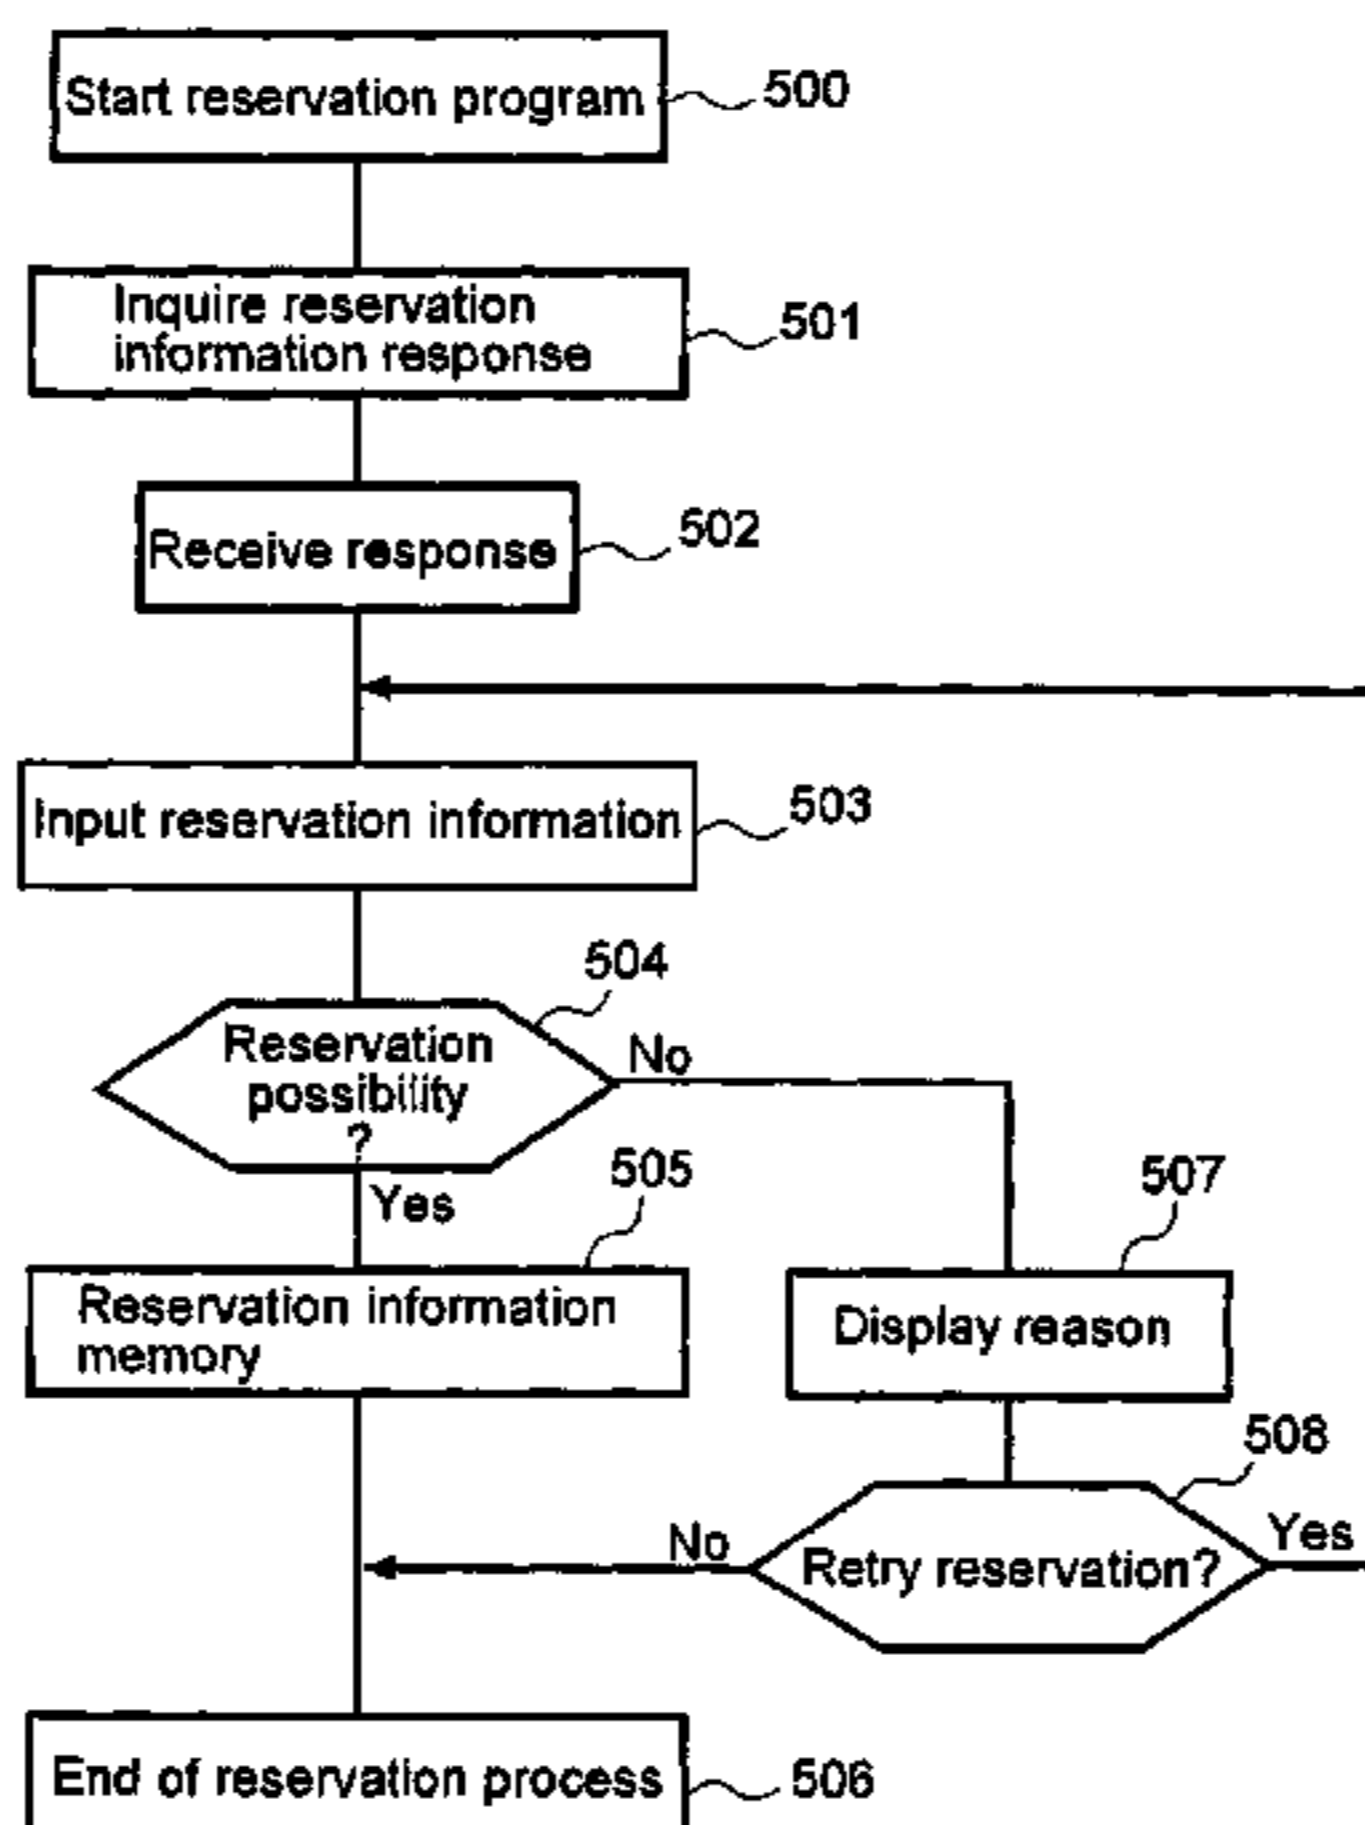 Start reservation program
500
Inquire reservation
information response
501
Receive response
502
Input reservation information
503
504
Reservation
possibility
?
No
Yes
505
Reservation information
memory
507
Display reason
508
Retry reservation?
No
Yes
End of reservation process
506